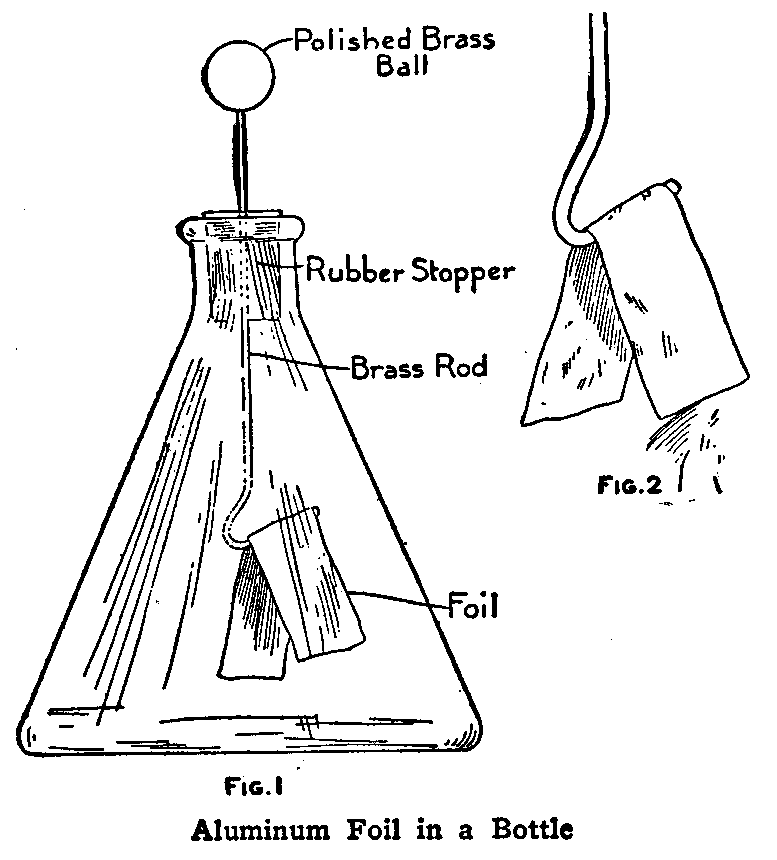 Polished Brass
Ball
Rubber Stopper
Brass Rod
Foil
FIG.2
FIG.1
Aluminum Foil in a Bottle